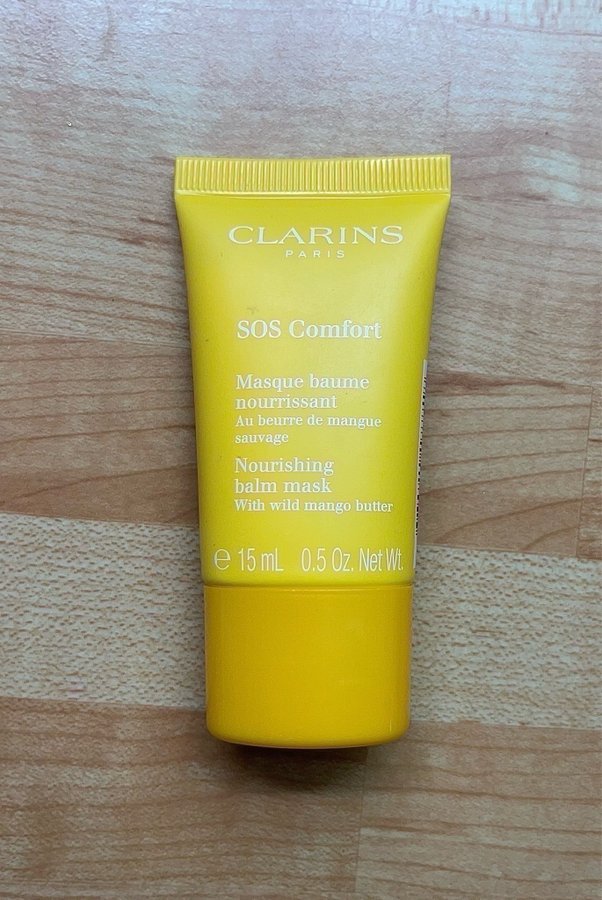 CLARINS
PARIS
SOS Comfort
Masque baume
nourrissant
Au beurre de mangue
sauvage
Nourishing
balm mask
With wild mango butter
℮ 15 mL 0.5 Oz. Net Wt.